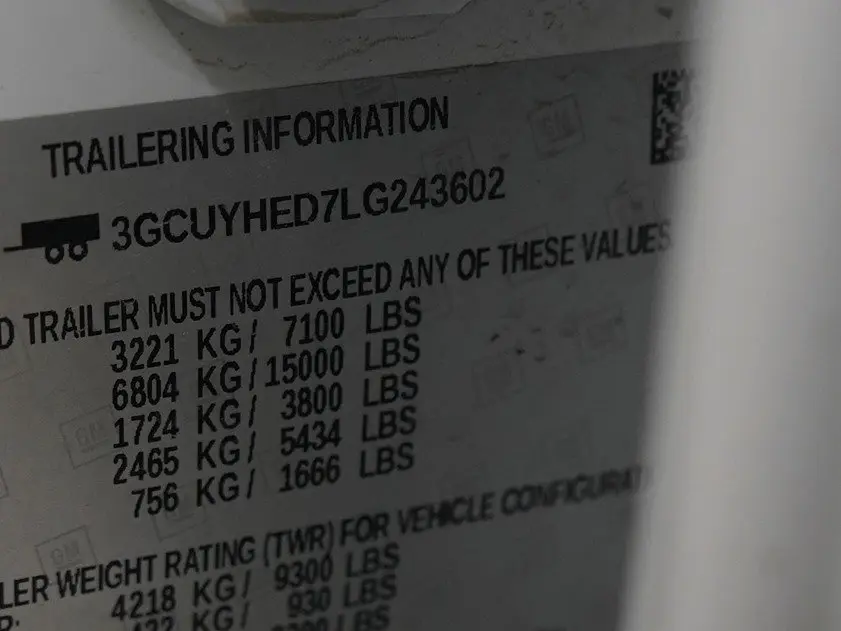 TRAILERING INFORMATION
3GCUYHED7LG243602
D TRAILER MUST NOT EXCEED ANY OF THESE VALUES
3221 KG/ 7100 LBS
6804 KG/15000 LBS
1724 KG/ 3800 LBS
2465 KG/ 5434 LBS
756 KG/ 1666 LBS
LER WEIGHT RATING (TWR) FOR VEHICLE CONFIGURAT
4218 KG/ 9300 LBS
KG/ 930 LBS
LBS